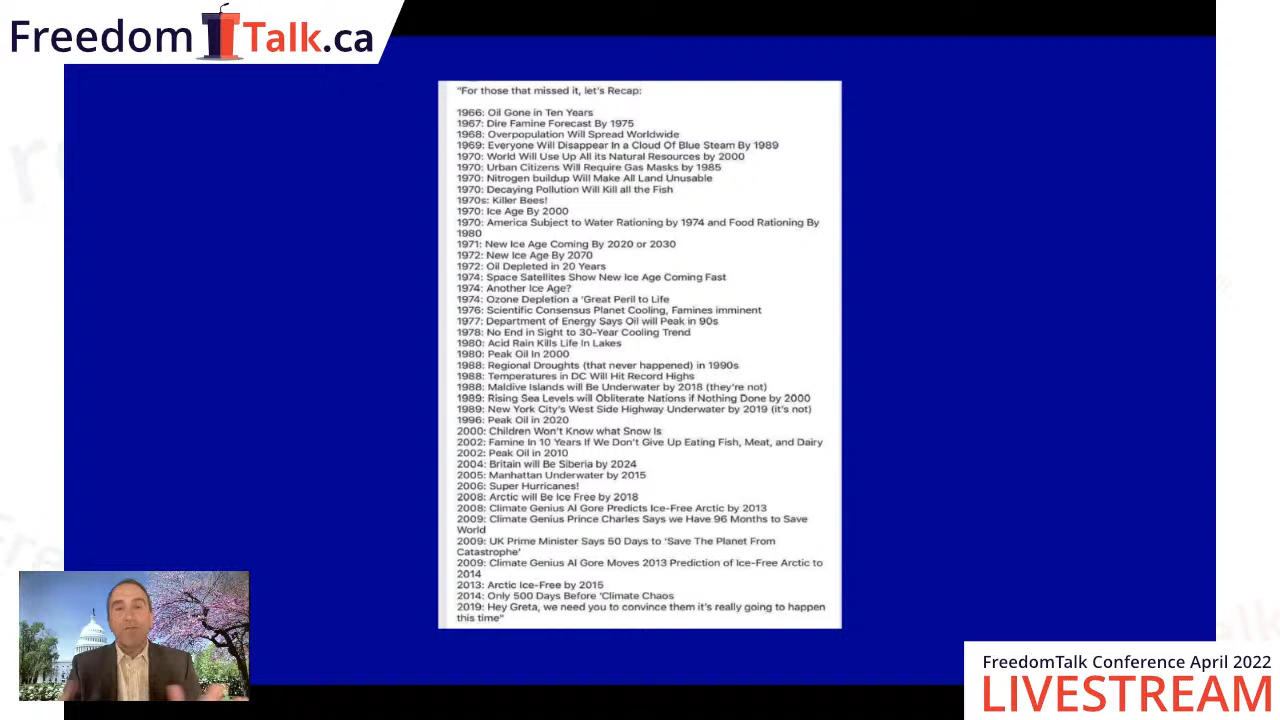 FreedomTalk.ca
"For those that missed it, let's Recap:
1966: Oil Gone in Ten Years
1967: Dire Famine Forecast By 1975
1968: Overpopulation Will Spread Worldwide
1969: Everyone Will Disappear In a Cloud Of Blue Steam By 1989
1970: World Will Use Up All its Natural Resources by 2000
1970: Urban Citizens Will Require Gas Masks by 1985
1970: Nitrogen buildup Will Make All Land Unusable
1970: Decaying Pollution Will Kill all the Fish
1970s: Killer Bees!
1970: Ice Age By 2000
1970: America Subject to Water Rationing by 1974 and Food Rationing By
1980
1971: New Ice Age Coming By 2020 or 2030
1972: New Ice Age By 2070
1972: Oil Depleted in 20 Years
1974: Space Satellites Show New Ice Age Coming Fast
1974: Another Ice Age?
1974: Ozone Depletion a 'Great Peril to Life
1976: Scientific Consensus Planet Cooling, Famines imminent
1977: Department of Energy Says Oil will Peak in 90s
1978: No End in Sight to 30-Year Cooling Trend
1980: Acid Rain Kills Life In Lakes
1980: Peak Oil In 2000
1988: Regional Droughts (that never happened) in 1990s
1988: Temperatures in DC Will Hit Record Highs
1988: Maldive Islands will Be Underwater by 2018 (they're not)
1989: Rising Sea Levels will Obliterate Nations if Nothing Done by 2000
1989: New York City's West Side Highway Underwater by 2019 (it's not)
1996: Peak Oil in 2020
2000: Children Won't Know what Snow Is
2002: Famine In 10 Years If We Don't Give Up Eating Fish, Meat, and Dairy
2002: Peak Oil in 2010
2004: Britain will Be Siberia by 2024
2005: Manhattan Underwater by 2015
2006: Super Hurricanes!
2008: Arctic will Be Ice Free by 2018
2008: Climate Genius Al Gore Predicts Ice-Free Arctic by 2013
2009: Climate Genius Prince Charles Says we Have 96 Months to Save
World
2009: UK Prime Minister Says 50 Days to 'Save The Planet From
Catastrophe'
2009: Climate Genius Al Gore Moves 2013 Prediction of Ice-Free Arctic to
2014
2013: Arctic Ice-Free by 2015
2014: Only 500 Days Before 'Climate Chaos
2019: Hey Greta, we need you to convince them it's really going to happen
this time"
FreedomTalk Conference April 2022
LIVESTREAM